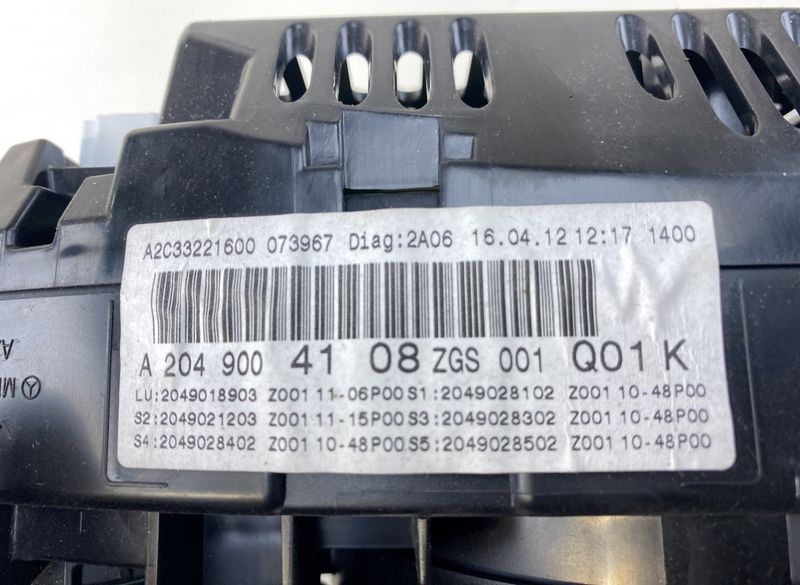 A2C33221600 073967 Diag:2A06 16.04.12 12:17 1400
A 204 900 41 08 ZGS 001 Q01 K
LU:2049018903 Z001 11-06P00 S1:2049028102 Z001 10-48P00
S2:2049021203 Z001 11-15P00 S3:2049028302 Z001 10-48P00
S4:2049028402 Z001 10-48P00 S5:2049028502 Z001 10-48P00